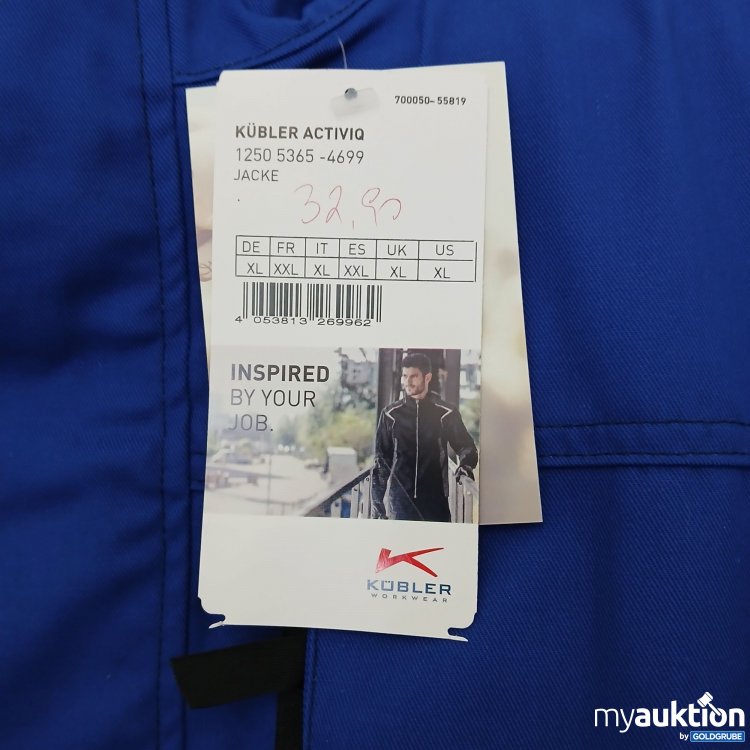 700050- 55819
KÜBLER ACTIVIQ
1250 5365 -4699
JACKE
32,90
DE FR IT ES UK US
XL XXL XL XXL XL XL
4 053813 269962
INSPIRED
BY YOUR
JOB.
KÜBLER
WORKWEAR
myauktion
by GOLDGRUBE